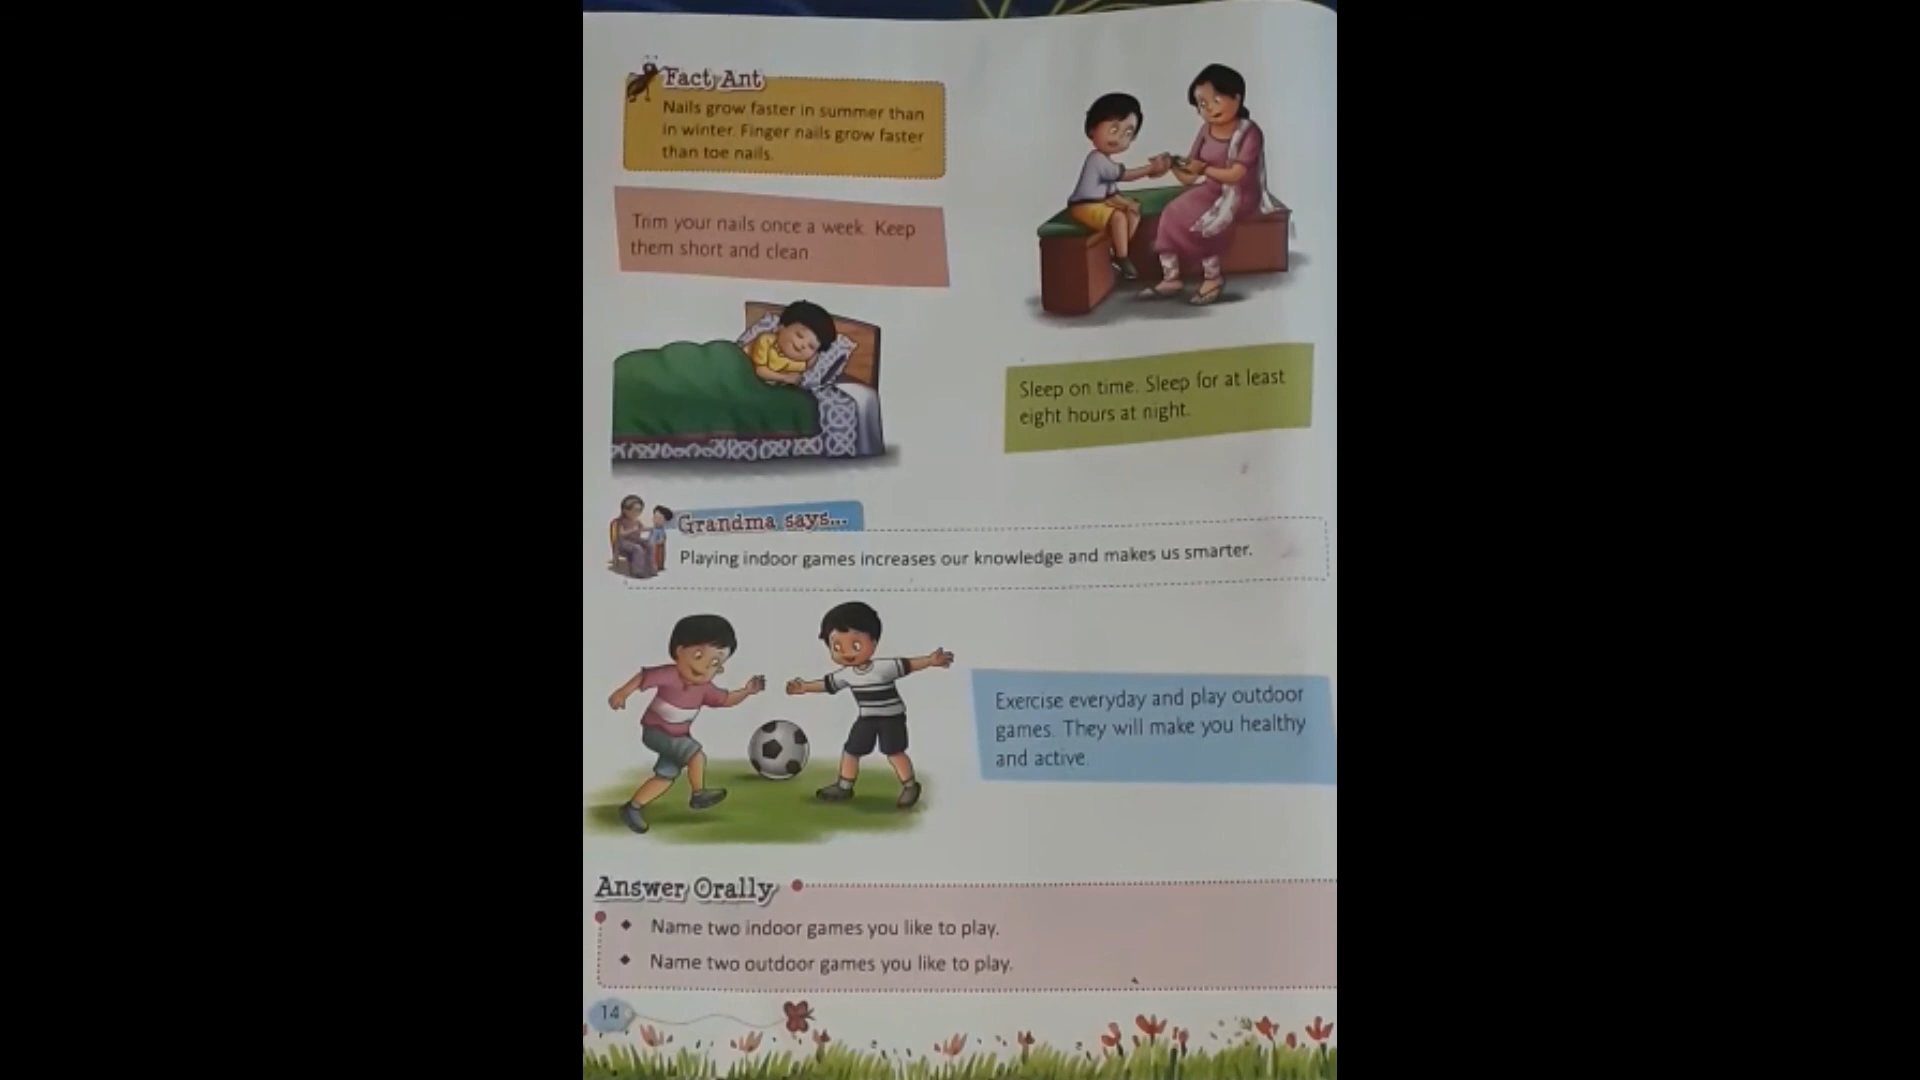 Fact Ant
Nails grow faster in summer than
in winter. Finger nails grow faster
than toe nails.
Trim your nails once a week. Keep
them short and clean
Sleep on time. Sleep for at least
eight hours at night.
Grandma says...
Playing indoor games increases our knowledge and makes us smarter.
Exercise everyday and play outdoor
games. They will make you healthy
and active.
Answer Orally
Name two indoor games you like to play.
Name two outdoor games you like to play.
14